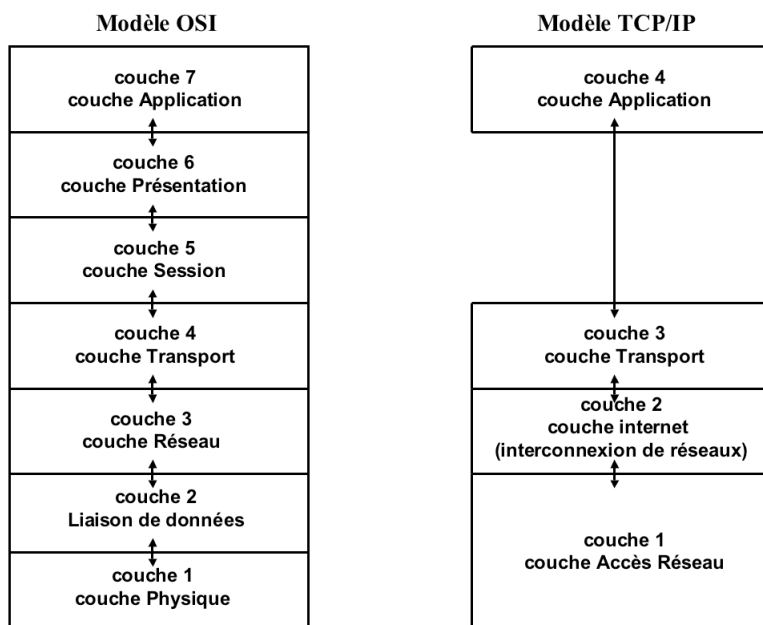 Modèle OSI
couche 7
couche Application
couche 6
couche Présentation
couche 5
couche Session
couche 4
couche Transport
couche 3
couche Réseau
couche 2
Liaison de données
couche 1
couche Physique
Modèle TCP/IP
couche 4
couche Application
couche 3
couche Transport
couche 2
couche internet
(interconnexion de réseaux)
couche 1
couche Accès Réseau